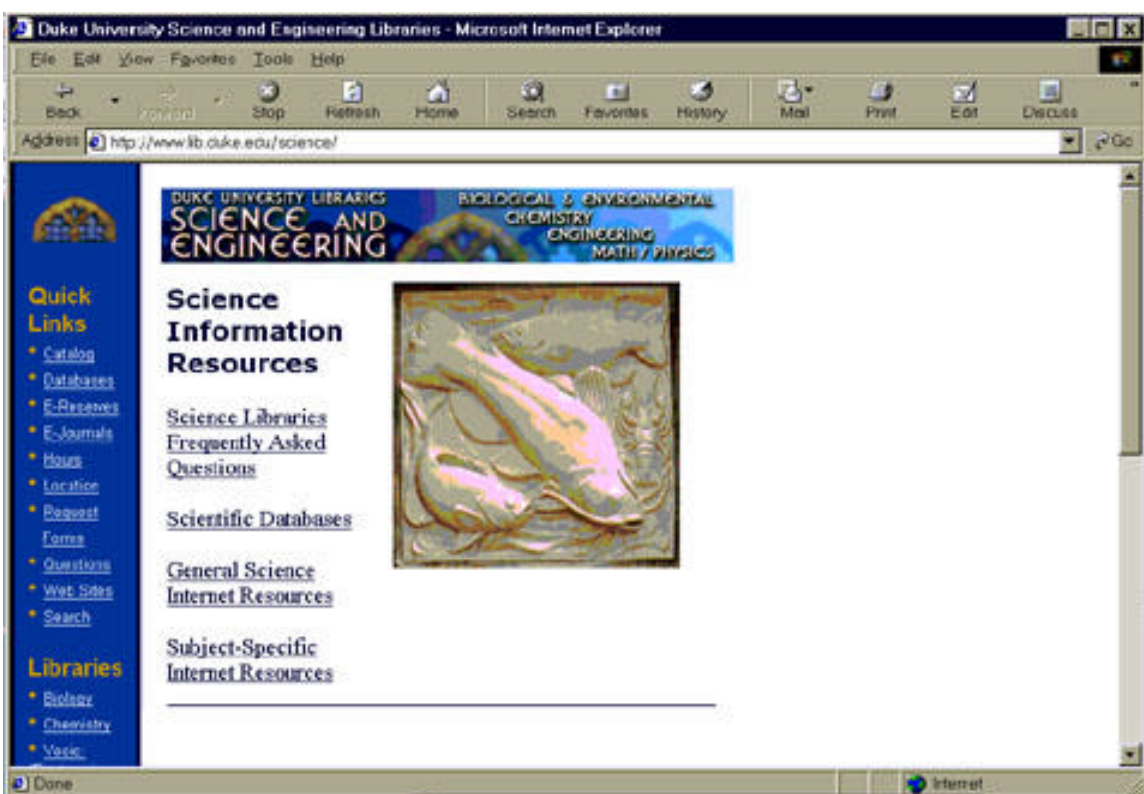 Duke University Science and Engineering Libraries - Microsoft Internet Explorer
File Edit View Favorites Tools Help
Back Forward Stop Refresh Home Search Favorites History Mail Print Edit Discuss
Address http://www.lib.duke.edu/science/ Go
DUKE UNIVERSITY LIBRARIES
SCIENCE AND
ENGINEERING
BIOLOGICAL & ENVIRONMENTAL
CHEMISTRY
ENGINEERING
MATH / PHYSICS
Quick
Links
Catalog
Databases
E-Reserves
E-Journals
Hours
Location
Request
Forms
Questions
Web Sites
Search
Libraries
Biology
Chemistry
Science
Information
Resources
Science Libraries
Frequently Asked
Questions
Scientific Databases
General Science
Internet Resources
Subject-Specific
Internet Resources
Done
Internet